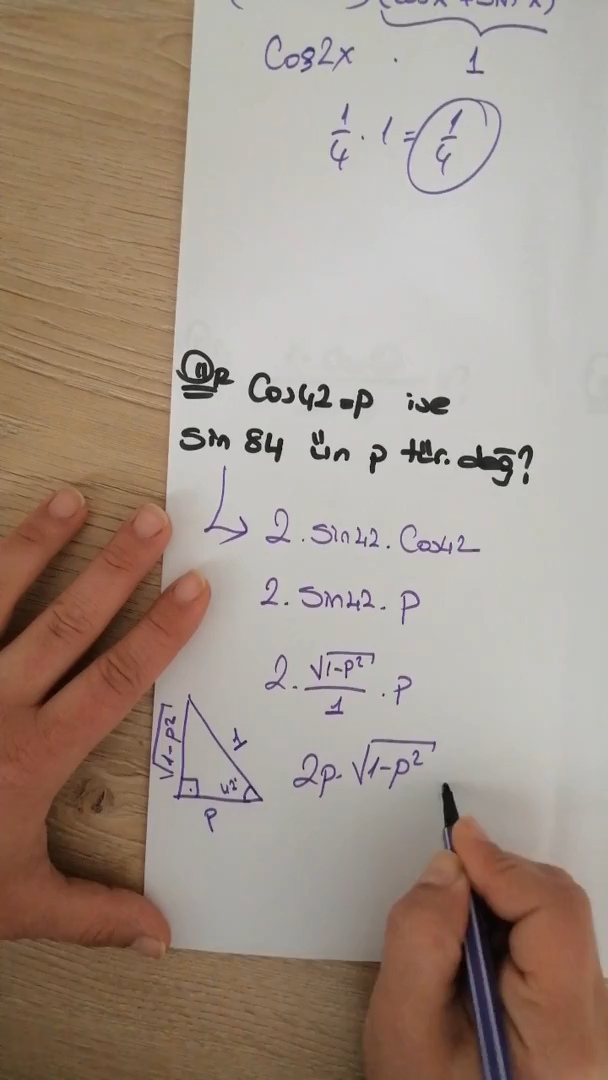 Cos2x . 1
1/4 . 1 = 1/4
Cos42=p ise
sin 84 ün p tür. değ?
2. Sin42. Cos42
2. Sin42. p
2. √1-p² / 1 . p
√1-p² 1 42°
p
2p. √1-p²